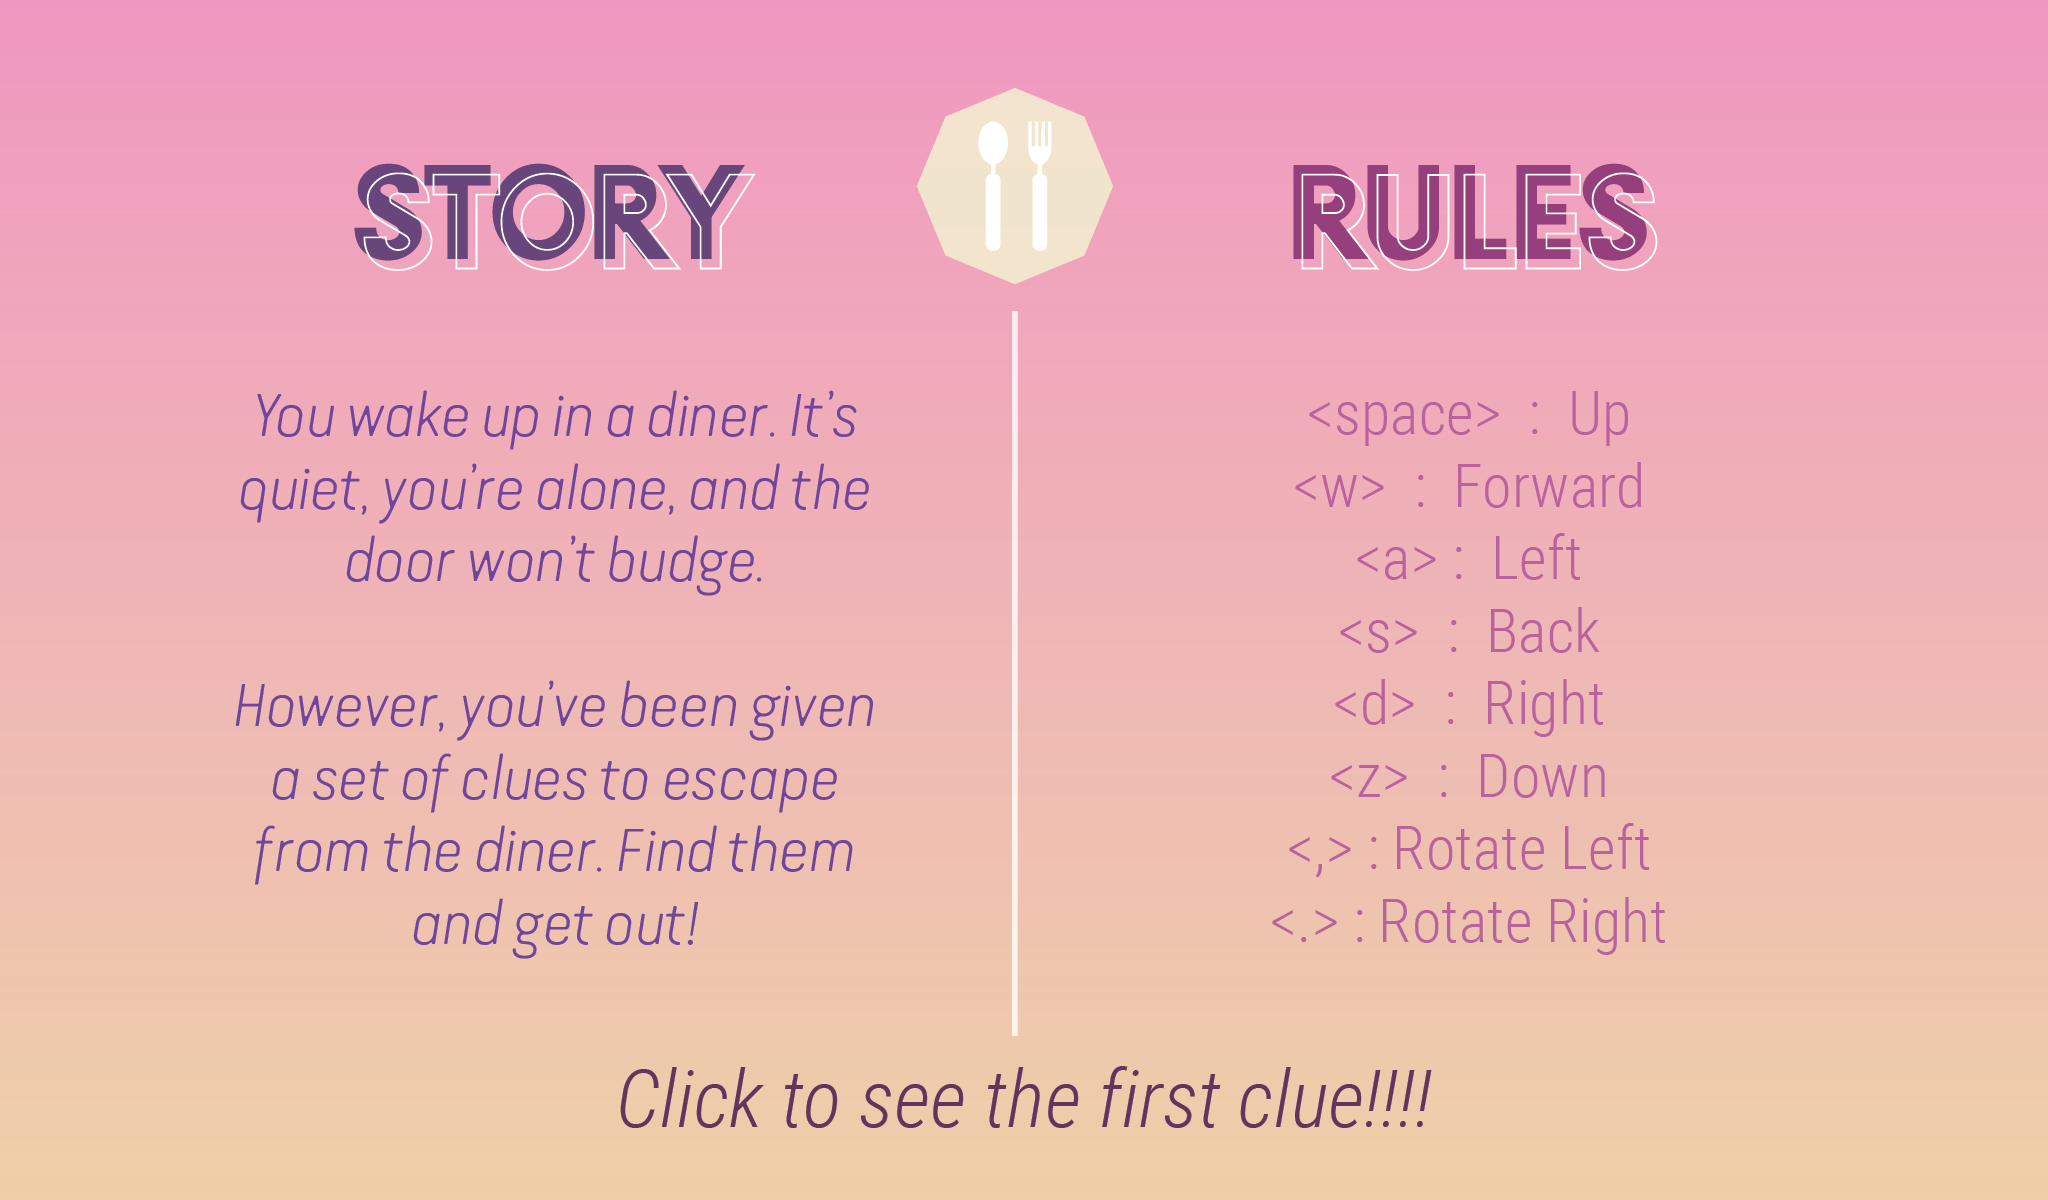 STORY
You wake up in a diner. It’s
quiet, you’re alone, and the
door won’t budge.
However, you’ve been given
a set of clues to escape
from the diner. Find them
and get out!
RULES
<space> : Up
<w> : Forward
<a> : Left
<s> : Back
<d> : Right
<z> : Down
<,> : Rotate Left
<.> : Rotate Right
Click to see the first clue!!!!